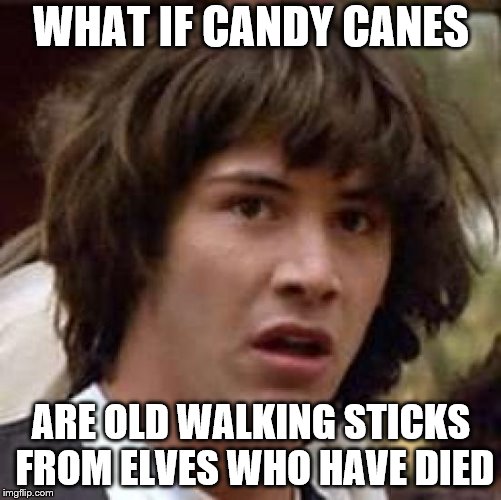 WHAT IF CANDY CANES
ARE OLD WALKING STICKS
FROM ELVES WHO HAVE DIED
imgflip.com